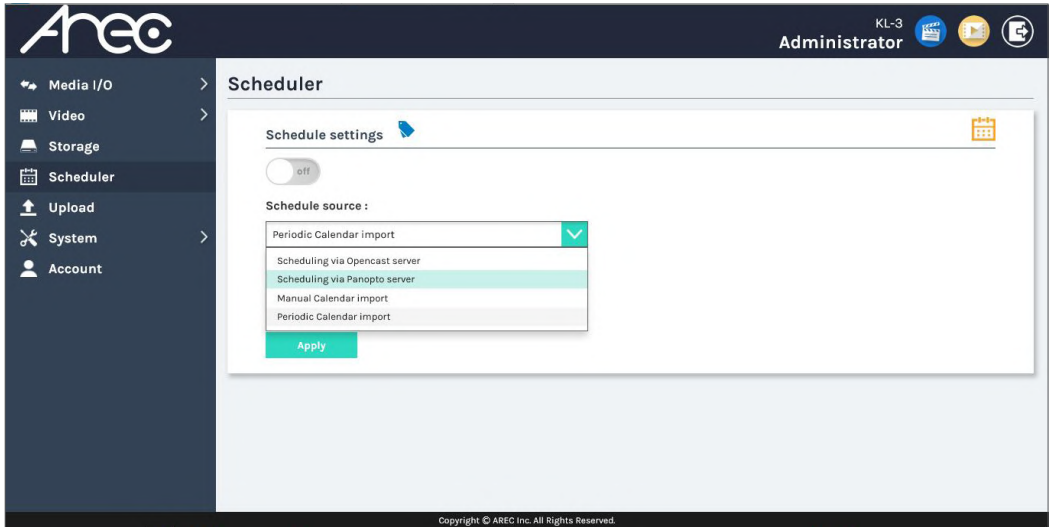 Arec
KL-3
Administrator
Media I/O
Video
Storage
Scheduler
Upload
System
Account
Scheduler
Schedule settings
off
Schedule source :
Periodic Calendar import
Scheduling via Opencast server
Scheduling via Panopto server
Manual Calendar import
Periodic Calendar import
Apply
Copyright © AREC Inc. All Rights Reserved.